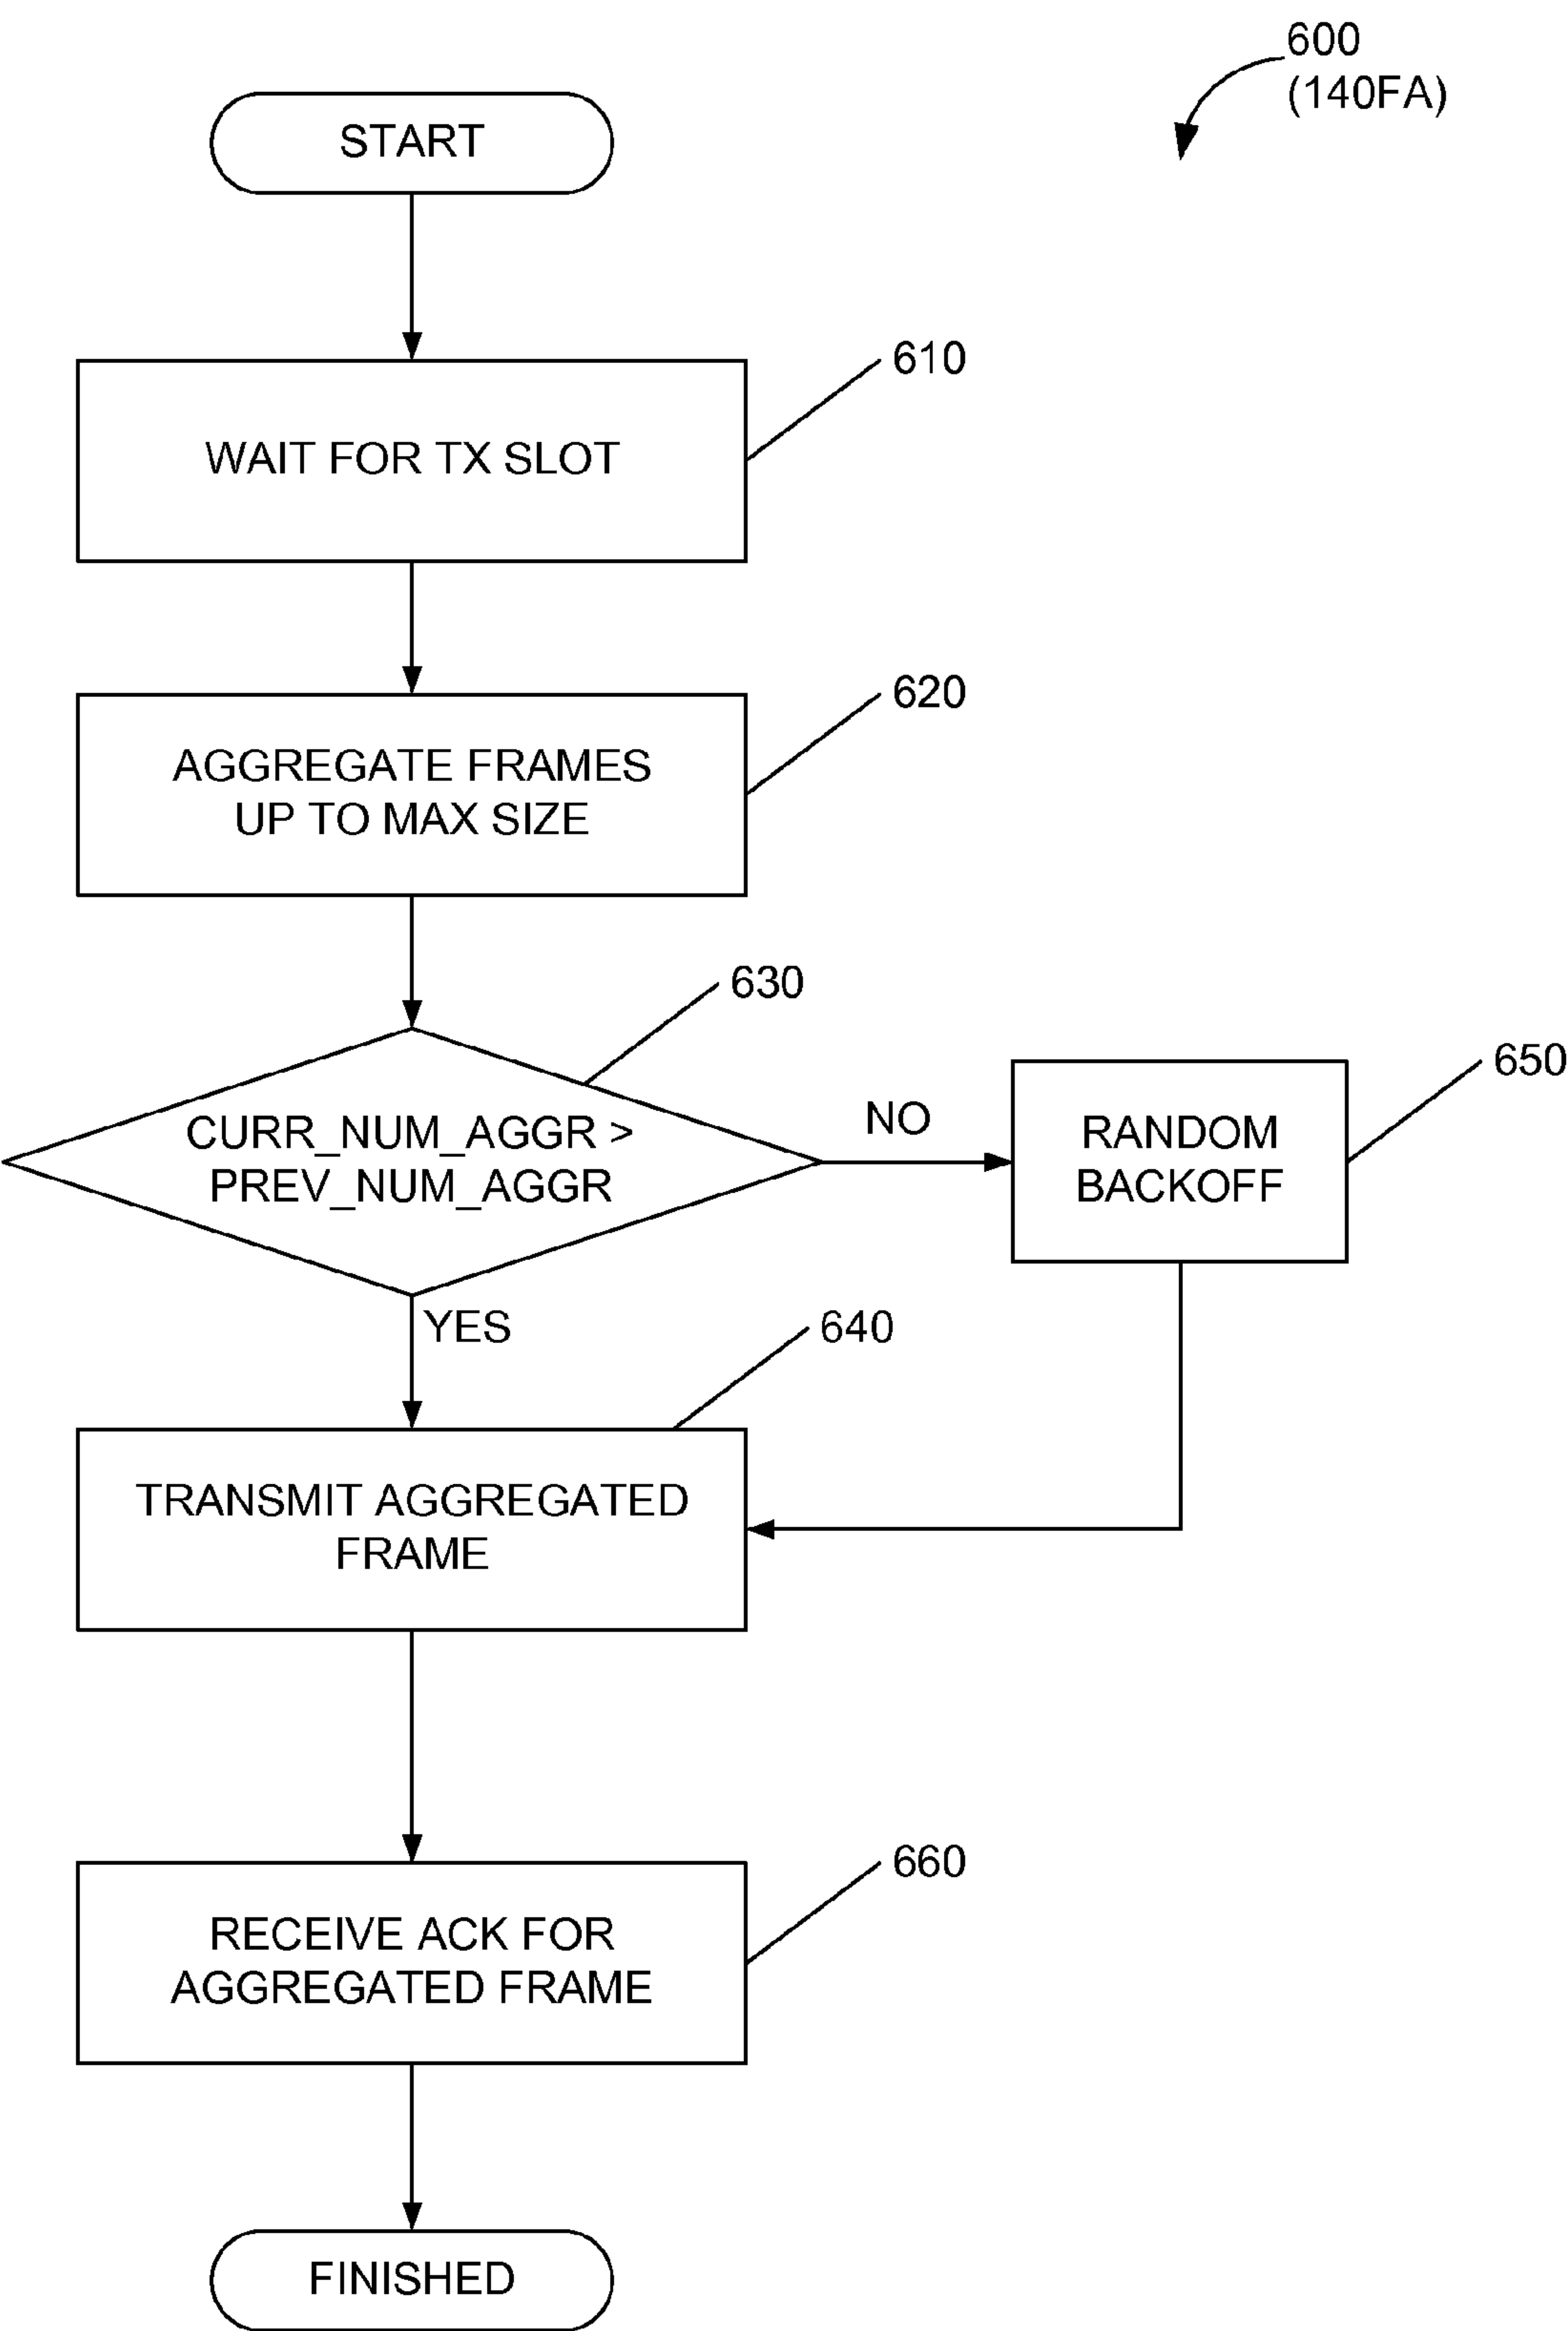 600
(140FA)
START
610
WAIT FOR TX SLOT
620
AGGREGATE FRAMES
UP TO MAX SIZE
630
CURR_NUM_AGGR >
PREV_NUM_AGGR
NO
650
RANDOM
BACKOFF
YES
640
TRANSMIT AGGREGATED
FRAME
660
RECEIVE ACK FOR
AGGREGATED FRAME
FINISHED